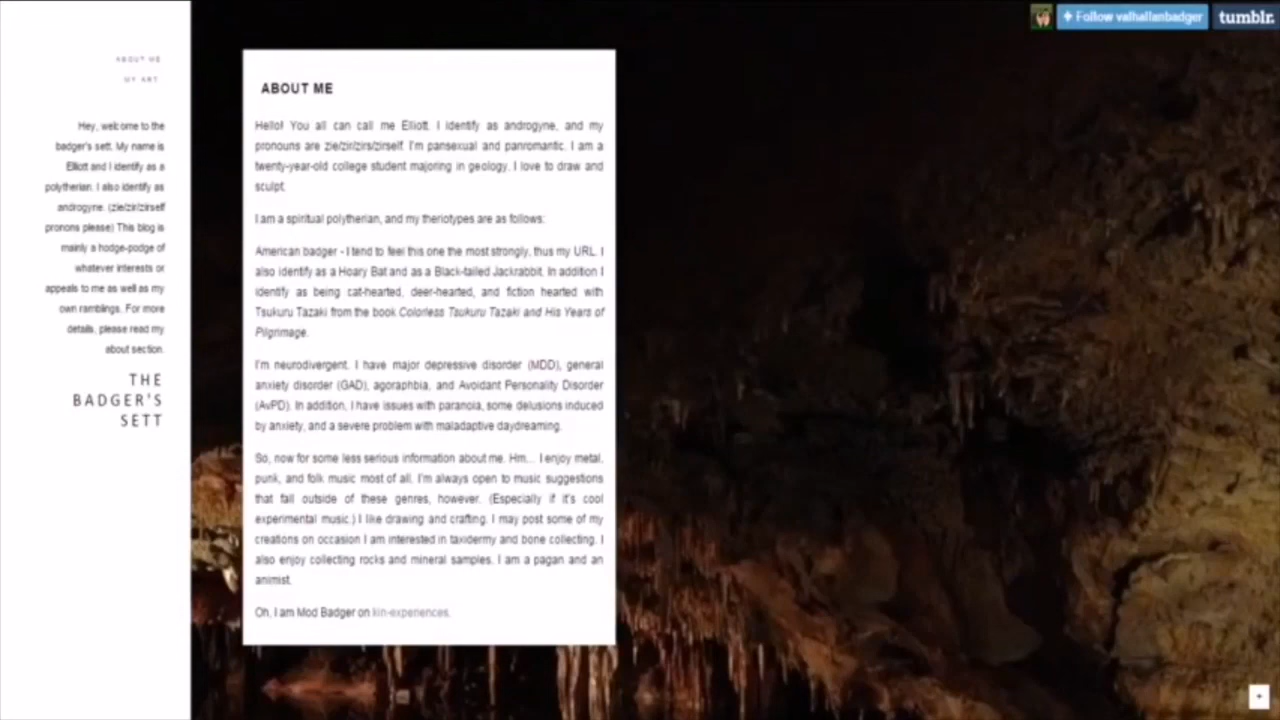 Follow valhallanbadger
tumblr.
ABOUT ME
MY ART
Hey, welcome to the
badger's sett. My name is
Elliott and I identify as a
polytherian. I also identify as
androgyne. (zie/zir/zirself
pronons please) This blog is
mainly a hodge-podge of
whatever interests or
appeals to me as well as my
own ramblings. For more
details, please read my
about section.
THE
BADGER'S
SETT
ABOUT ME
Hello! You all can call me Elliott. I identify as androgyne, and my
pronouns are zie/zir/zirs/zirself. I'm pansexual and panromantic. I am a
twenty-year-old college student majoring in geology. I love to draw and
sculpt.
I am a spiritual polytherian, and my theriotypes are as follows:
American badger - I tend to feel this one the most strongly, thus my URL. I
also identify as a Hoary Bat and as a Black-tailed Jackrabbit. In addition I
identify as being cat-hearted, deer-hearted, and fiction hearted with
Tsukuru Tazaki from the book Colorless Tsukuru Tazaki and His Years of
Pilgrimage.
I'm neurodivergent. I have major depressive disorder (MDD), general
anxiety disorder (GAD), agoraphbia, and Avoidant Personality Disorder
(AvPD). In addition, I have issues with paranoia, some delusions induced
by anxiety, and a severe problem with maladaptive daydreaming.
So, now for some less serious information about me. Hm... I enjoy metal,
punk, and folk music most of all. I'm always open to music suggestions
that fall outside of these genres, however. (Especially if it's cool
experimental music.) I like drawing and crafting. I may post some of my
creations on occasion I am interested in taxidermy and bone collecting. I
also enjoy collecting rocks and mineral samples. I am a pagan and an
animist.
Oh, I am Mod Badger on kin-experiences.